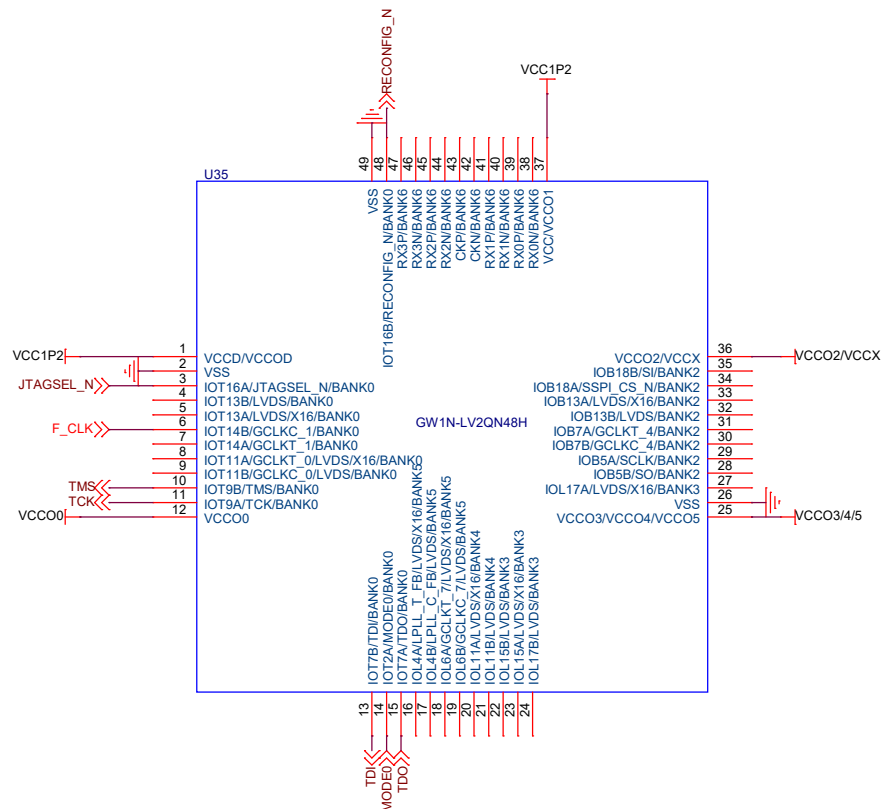 RECONFIG_N
VCC1P2
49
48
47
46
45
44
43
42
41
40
39
38
37
U35
VSS
IOT16B/RECONFIG_N/BANK0
RX3P/BANK6
RX3N/BANK6
RX2P/BANK6
RX2N/BANK6
CKP/BANK6
CKN/BANK6
RX1P/BANK6
RX1N/BANK6
RX0P/BANK6
RX0N/BANK6
VCC/VCCO1
VCC1P2 1 VCCD/VCCOD
2 VSS
JTAGSEL_N 3 IOT16A/JTAGSEL_N/BANK0
4 IOT13B/LVDS/BANK0
5 IOT13A/LVDS/X16/BANK0
F_CLK 6 IOT14B/GCLKC_1/BANK0
7 IOT14A/GCLKT_1/BANK0
8 IOT11A/GCLKT_0/LVDS/X16/BANK0
9 IOT11B/GCLKC_0/LVDS/BANK0
TMS 10 IOT9B/TMS/BANK0
TCK 11 IOT9A/TCK/BANK0
VCCO0 12 VCCO0
GW1N-LV2QN48H
VCCO2/VCCX 36 VCCO2/VCCX
IOB18B/SI/BANK2 35
IOB18A/SSPI_CS_N/BANK2 34
IOB13A/LVDS/X16/BANK2 33
IOB13B/LVDS/BANK2 32
IOB7A/GCLKT_4/BANK2 31
IOB7B/GCLKC_4/BANK2 30
IOB5A/SCLK/BANK2 29
IOB5B/SO/BANK2 28
IOL17A/LVDS/X16/BANK3 27
VSS 26
VCCO3/VCCO4/VCCO5 25 VCCO3/4/5
IOT7B/TDI/BANK0
IOT2A/MODE0/BANK0
IOT7A/TDO/BANK0
IOL4A/LPLL_T_FB/LVDS/X16/BANK5
IOL4B/LPLL_C_FB/LVDS/BANK5
IOL6A/GCLKT_7/LVDS/X16/BANK5
IOL6B/GCLKC_7/LVDS/BANK5
IOL11A/LVDS/X16/BANK4
IOL11B/LVDS/BANK4
IOL15B/LVDS/BANK3
IOL15A/LVDS/X16/BANK3
IOL17B/LVDS/BANK3
13
14
15
16
17
18
19
20
21
22
23
24
TDI
MODE0
TDO